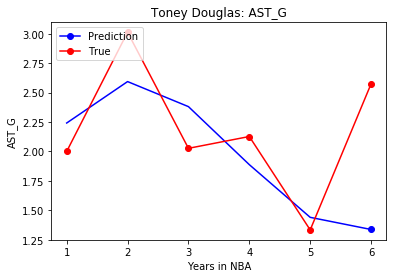 Toney Douglas: AST_G
Prediction
True
AST_G
3.00
2.75
2.50
2.25
2.00
1.75
1.50
1.25
1 2 3 4 5 6
Years in NBA